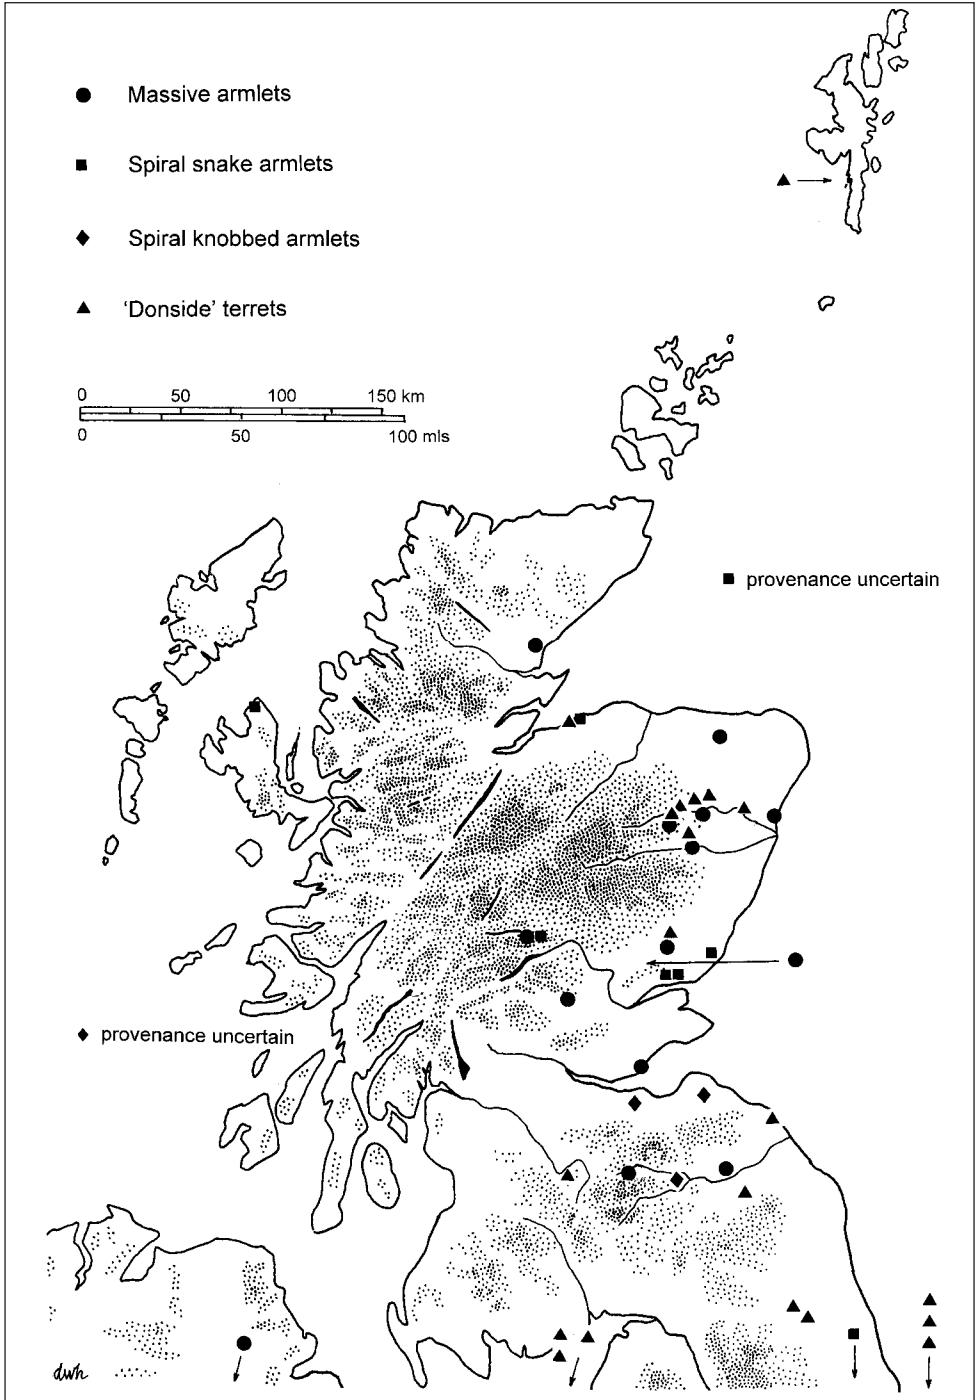 Massive armlets
Spiral snake armlets
Spiral knobbed armlets
‘Donside’ terrets
0 50 100 150 km
0 50 100 mls
provenance uncertain
provenance uncertain
dwh